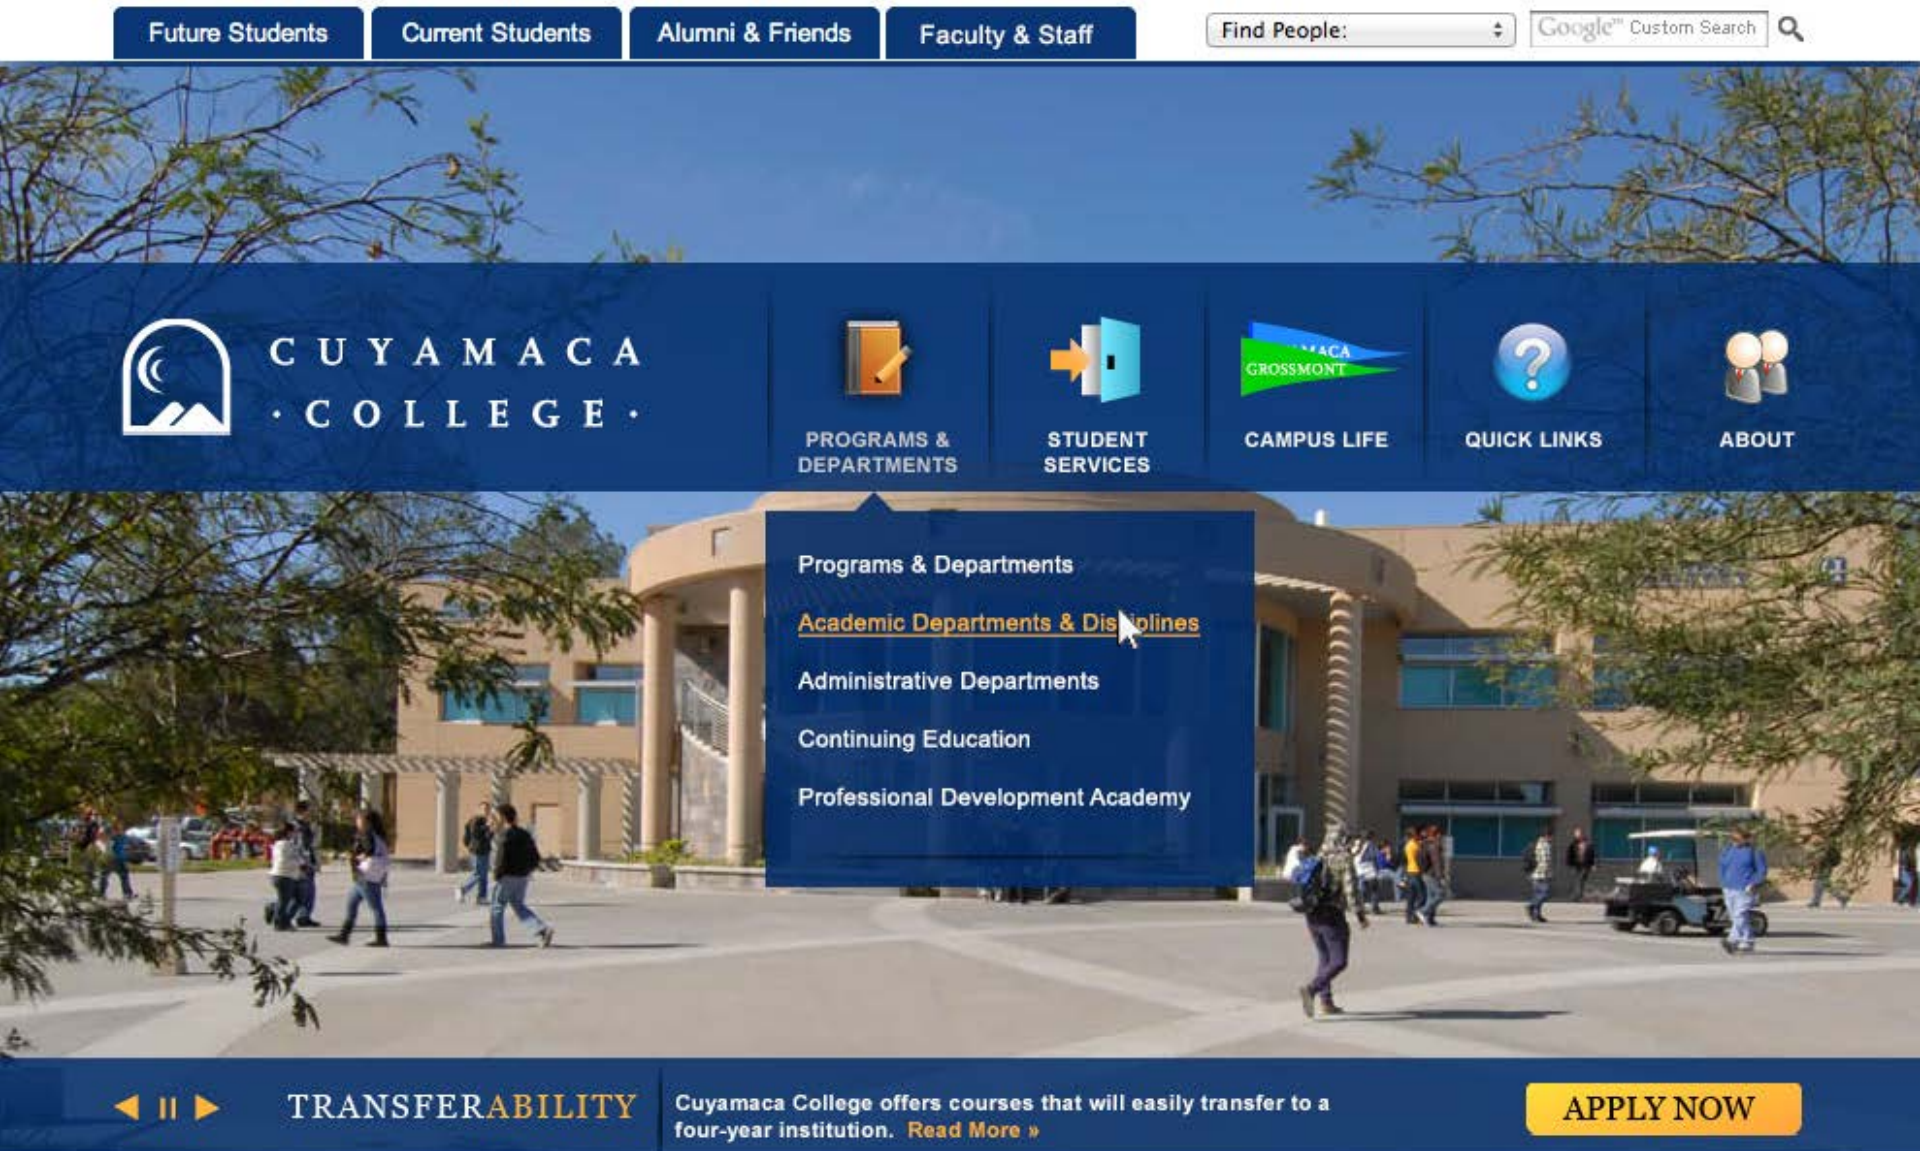 Future Students
Current Students
Alumni & Friends
Faculty & Staff
Find People:
Google™ Custom Search
CUYAMACA
· COLLEGE ·
PROGRAMS &
DEPARTMENTS
STUDENT
SERVICES
GROSSMONT
CAMPUS LIFE
QUICK LINKS
ABOUT
Programs & Departments
Academic Departments & Disciplines
Administrative Departments
Continuing Education
Professional Development Academy
TRANSFERABILITY
Cuyamaca College offers courses that will easily transfer to a
four-year institution. Read More »
APPLY NOW